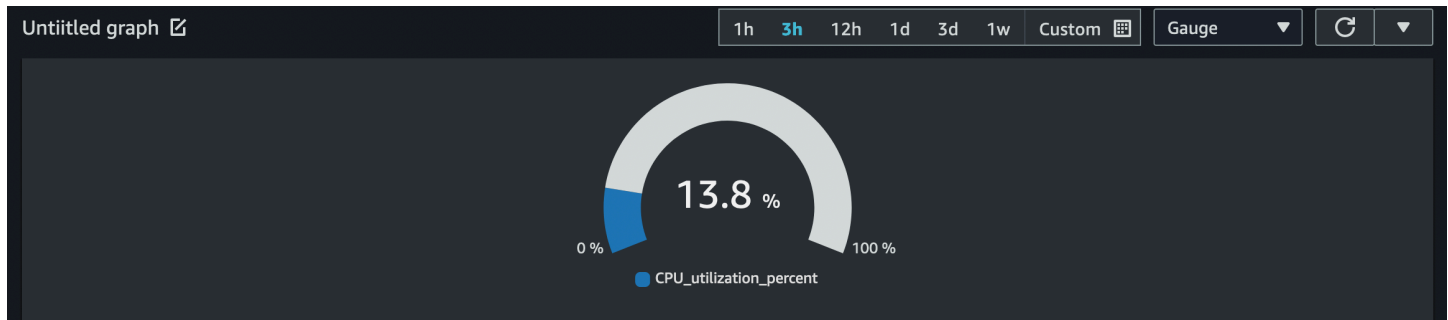 Untiitled graph
1h 3h 12h 1d 3d 1w Custom Gauge
13.8 %
0 % 100 %
CPU_utilization_percent